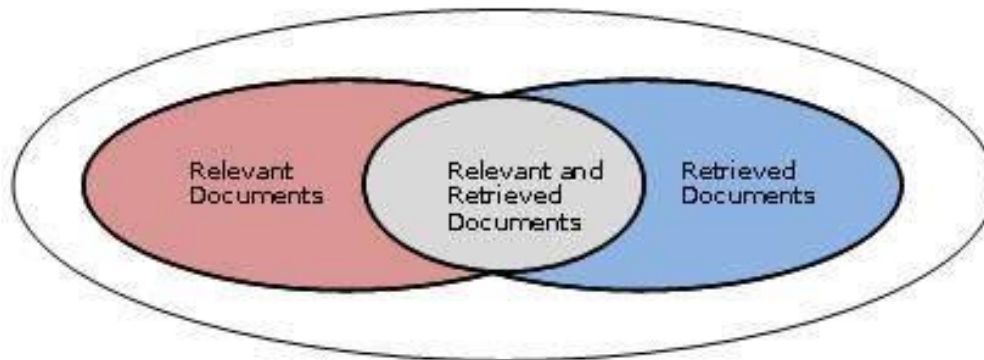 Relevant
Documents
Relevant and
Retrieved
Documents
Retrieved
Documents